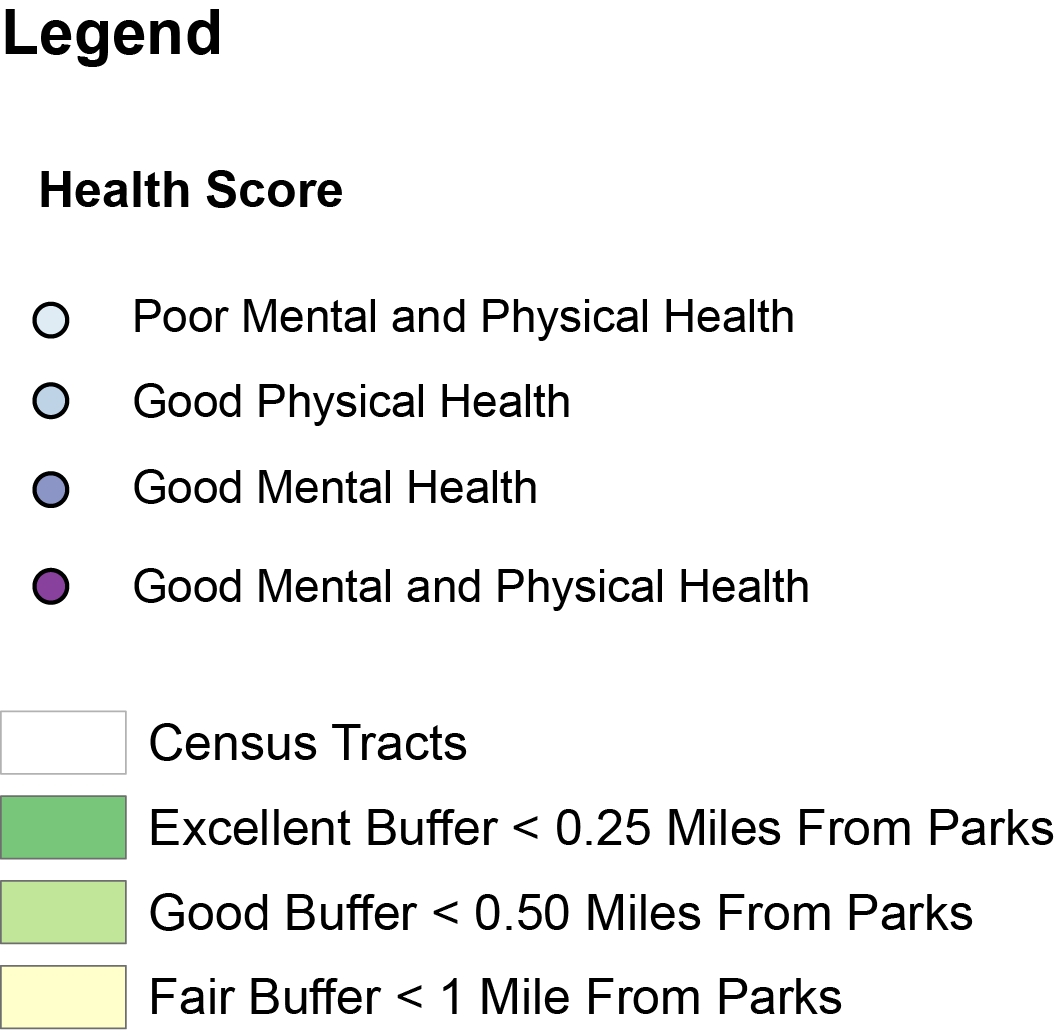 Legend
Health Score
Poor Mental and Physical Health
Good Physical Health
Good Mental Health
Good Mental and Physical Health
Census Tracts
Excellent Buffer < 0.25 Miles From Parks
Good Buffer < 0.50 Miles From Parks
Fair Buffer < 1 Mile From Parks